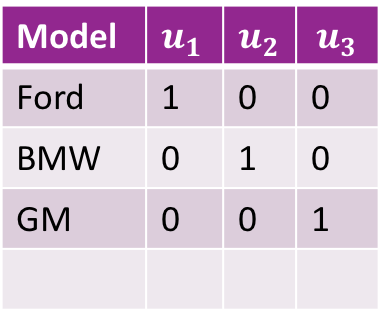 Model u₁ u₂ u₃
Ford 1 0 0
BMW 0 1 0
GM 0 0 1